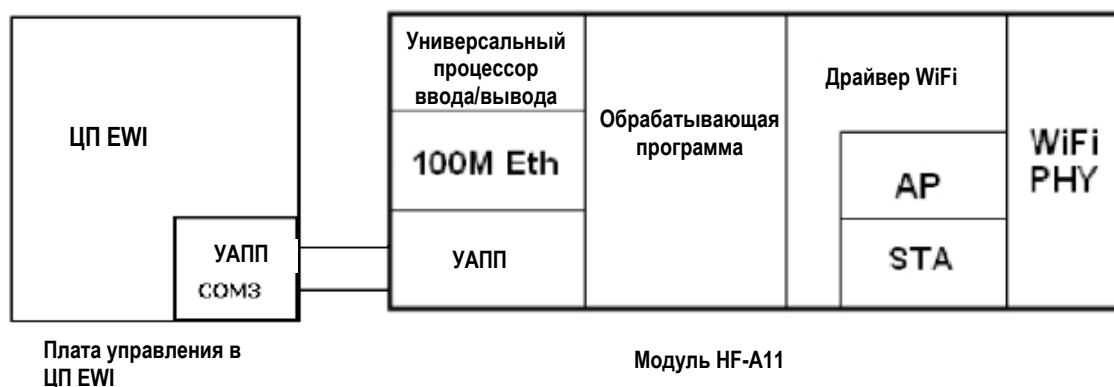 ЦП EWI
УАПП
COM3
Плата управления в
ЦП EWI
Универсальный
процессор
ввода/вывода
100M Eth
УАПП
Обрабатывающая
программа
Драйвер WiFi
AP
STA
WiFi
PHY
Модуль HF-A11